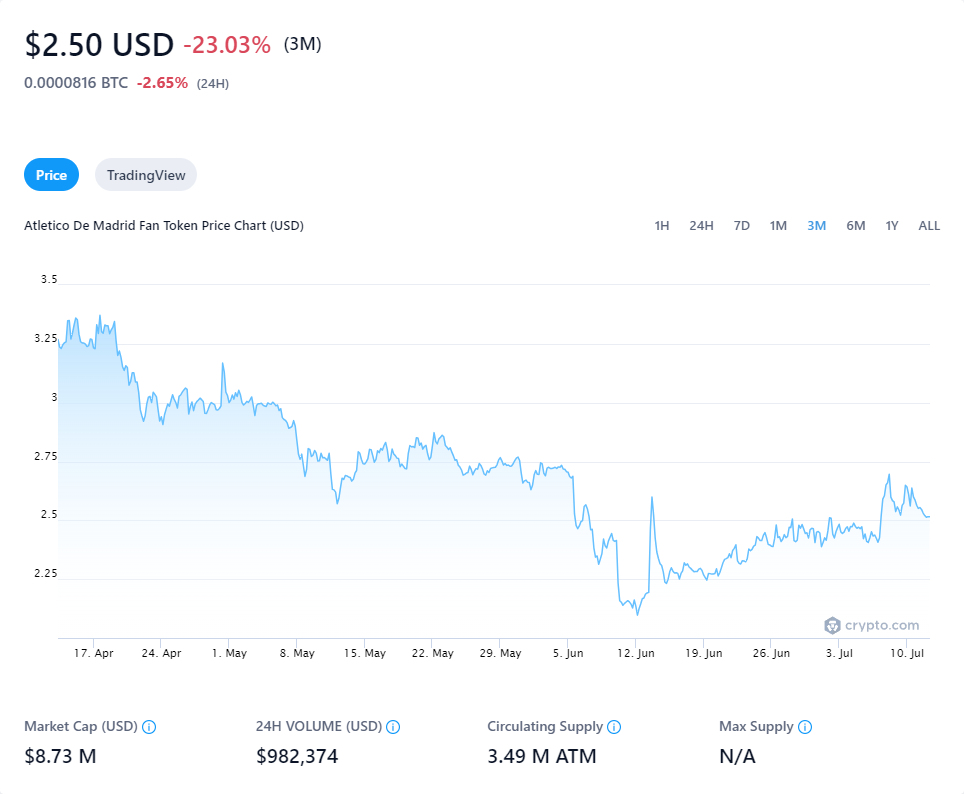 $2.50 USD -23.03% (3M)
0.0000816 BTC -2.65% (24H)
Price TradingView
Atletico De Madrid Fan Token Price Chart (USD) 1H 24H 7D 1M 3M 6M 1Y ALL
3.5
3.25
3
2.75
2.5
2.25
crypto.com
17. Apr 24. Apr 1. May 8. May 15. May 22. May 29. May 5. Jun 12. Jun 19. Jun 26. Jun 3. Jul 10. Jul
Market Cap (USD) 24H VOLUME (USD) Circulating Supply Max Supply
$8.73 M $982,374 3.49 M ATM N/A